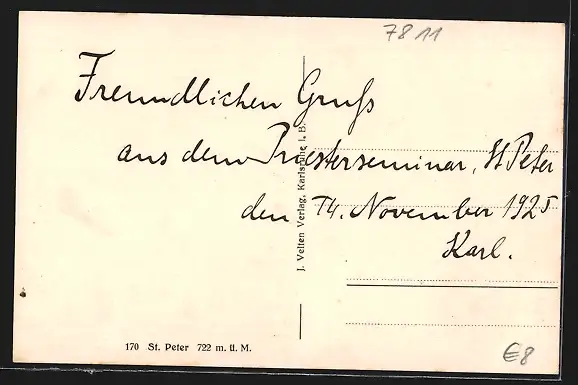 7811
Freundlichen Gruß
aus dem Priesterseminar, St Peter
den 14. November 1925
Karl.
J. Velten Verlag, Karlsruhe i. B.
170 St. Peter 722 m. ü. M.
€8